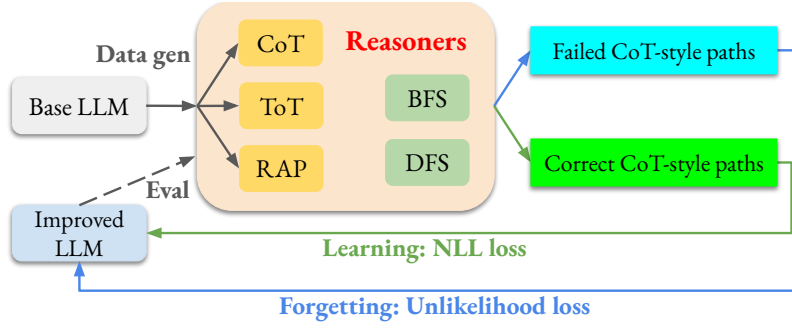 Data gen
CoT
Reasoners
Failed CoT-style paths
Base LLM
ToT
BFS
RAP
DFS
Correct CoT-style paths
Eval
Improved
LLM
Learning: NLL loss
Forgetting: Unlikelihood loss